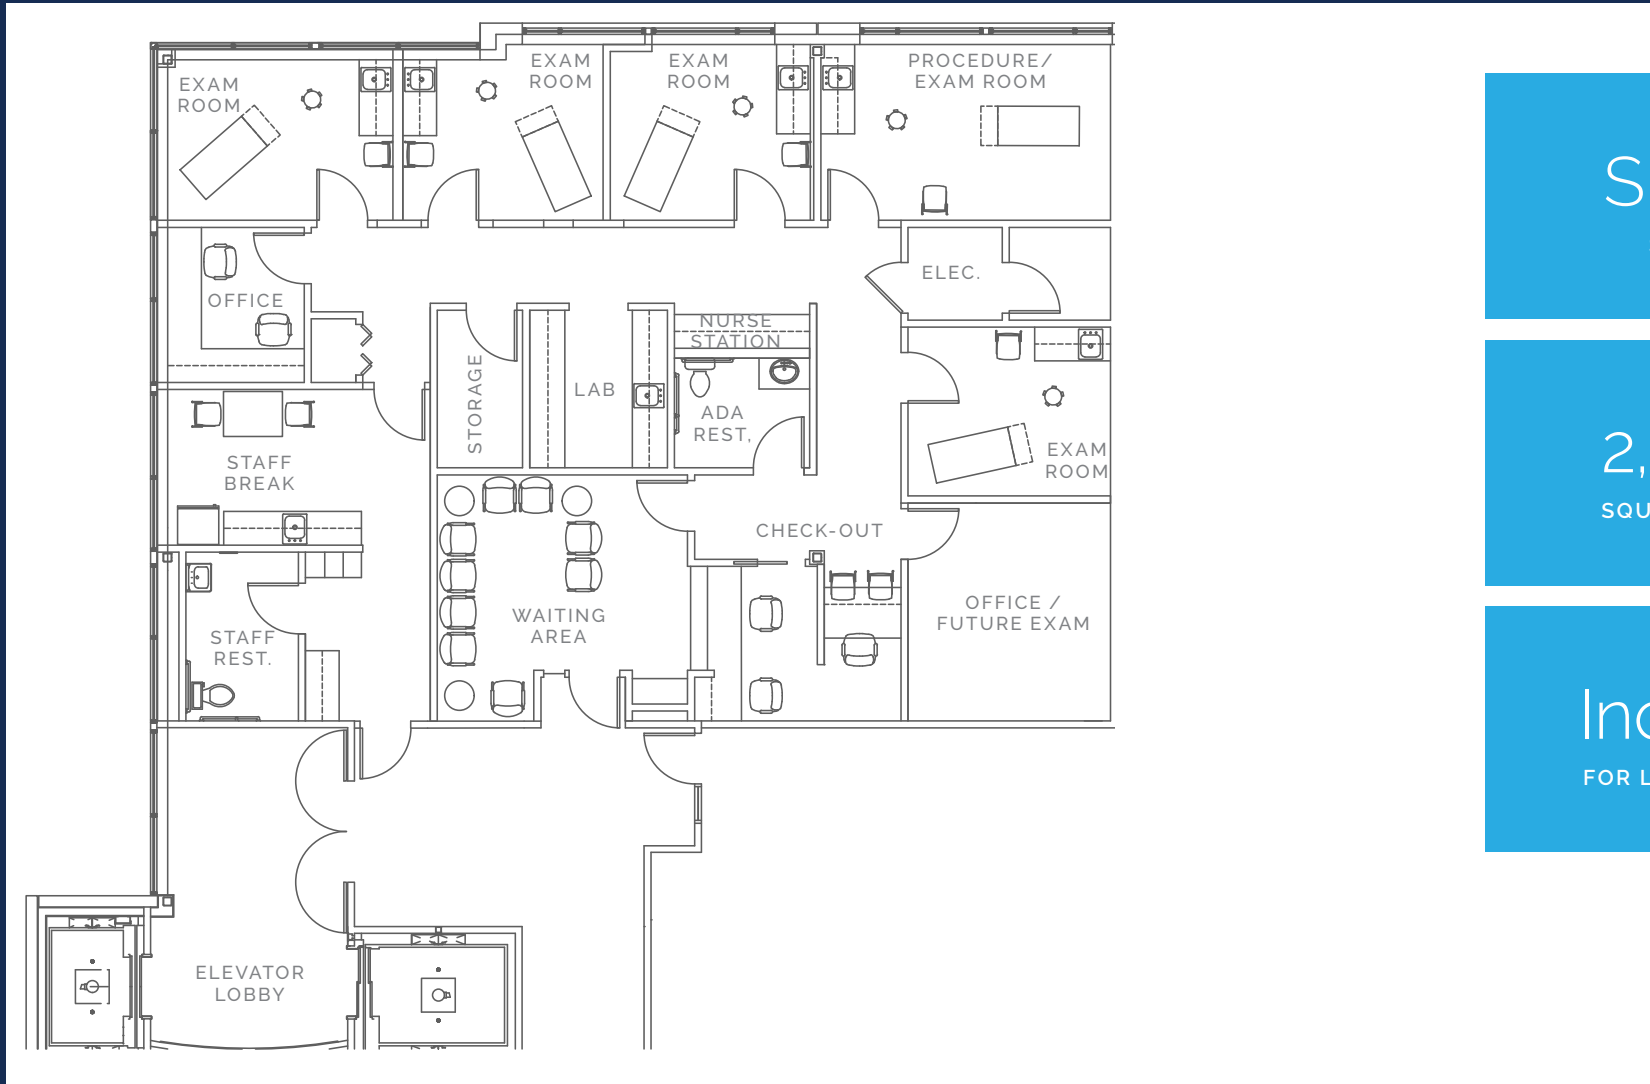 EXAM
ROOM
EXAM
ROOM
EXAM
ROOM
PROCEDURE/
EXAM ROOM
OFFICE
ELEC.
NURSE
STATION
STORAGE
LAB
ADA
REST,
STAFF
BREAK
EXAM
ROOM
CHECK-OUT
WAITING
AREA
OFFICE /
FUTURE EXAM
STAFF
REST.
ELEVATOR
LOBBY
S
2,
SQU
FOR L